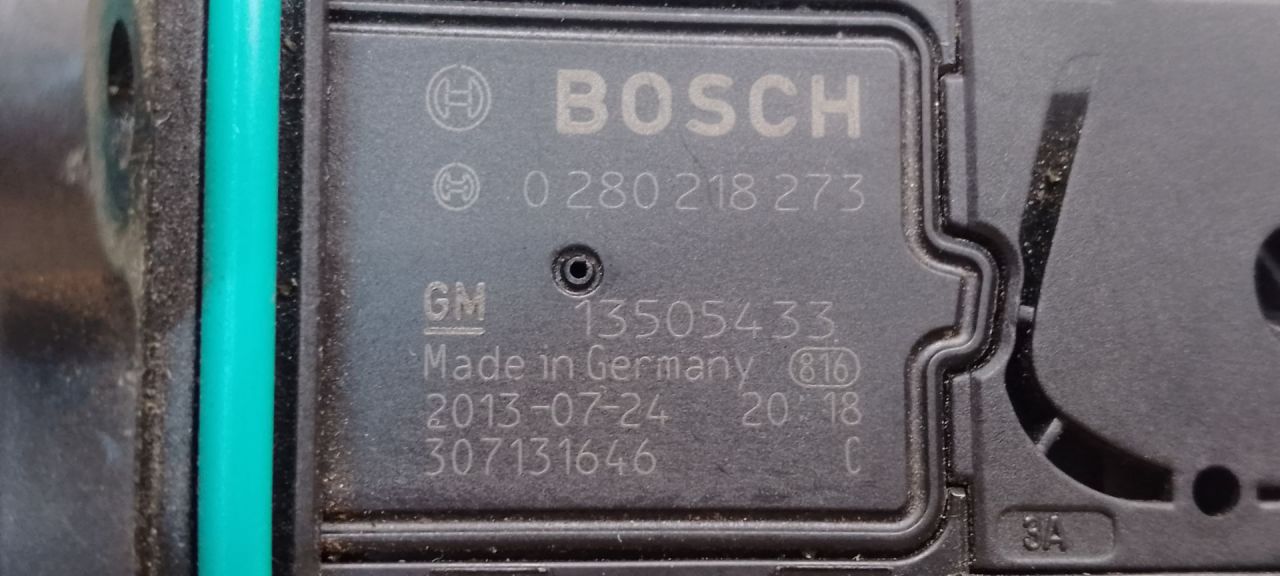 BOSCH
0 280 218 273
GM
13505433
Made in Germany 816
2013-07-24 20:18
307131646 C
3A